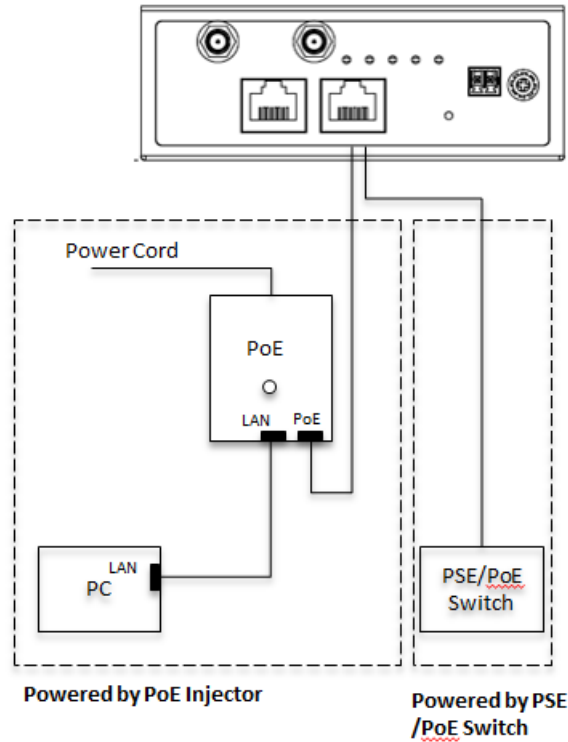 Power Cord
PoE
LAN PoE
LAN
PC
PSE/PoE
Switch
Powered by PoE Injector
Powered by PSE
/PoE Switch